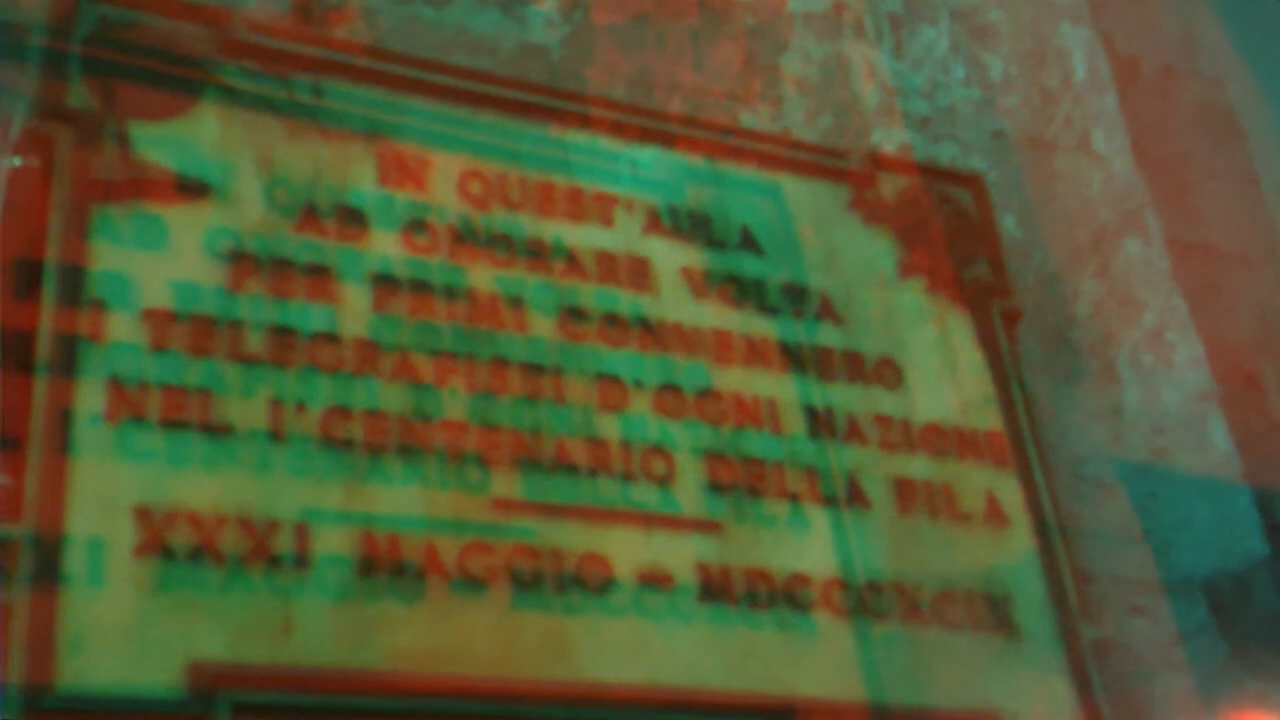 IN QUEST'AULA
AD ONORARE VOLTA
PER PRIMI CONVENNERO
TELEGRAFISTI D'OGNI NAZIONE
NEL I° CENTENARIO DELLA PILA
XXXI MAGGIO – MDCCCXCIX